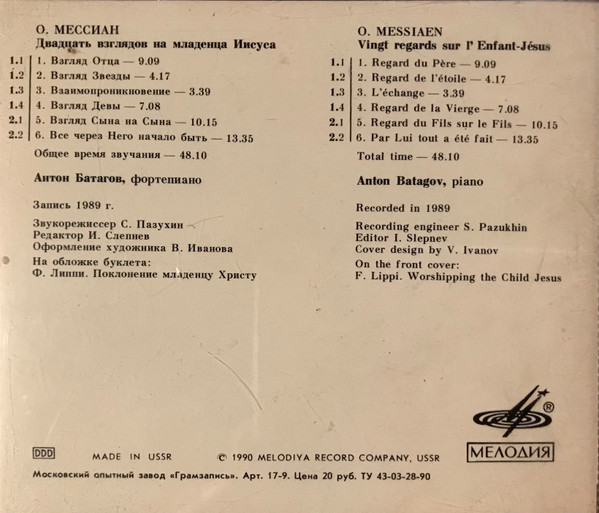 О. МЕССИАН
Двадцать взглядов на младенца Иисуса
1.1 1. Взгляд Отца — 9.09
1.2 2. Взгляд Звезды — 4.17
1.3 3. Взаимопроникновение — 3.39
1.4 4. Взгляд Девы — 7.08
2.1 5. Взгляд Сына на Сына — 10.15
2.2 6. Все через Него начало быть — 13.35
Общее время звучания — 48.10
Антон Батагов, фортепиано
Запись 1989 г.
Звукорежиссер С. Пазухин
Редактор И. Слепнев
Оформление художника В. Иванова
На обложке буклета:
Ф. Липпи. Поклонение младенцу Христу
O. MESSIAEN
Vingt regards sur l' Enfant-Jésus
1.1 1. Regard du Père — 9.09
1.2 2. Regard de l'étoile — 4.17
1.3 3. L'échange — 3.39
1.4 4. Regard de la Vierge — 7.08
2.1 5. Regard du Fils sur le Fils — 10.15
2.2 6. Par Lui tout a été fait — 13.35
Total time — 48.10
Anton Batagov, piano
Recorded in 1989
Recording engineer S. Pazukhin
Editor I. Slepnev
Cover design by V. Ivanov
On the front cover:
F. Lippi. Worshipping the Child Jesus
МЕЛОДИЯ
DDD MADE IN USSR © 1990 MELODIYA RECORD COMPANY, USSR
Московский опытный завод «Грамзапись». Арт. 17-9. Цена 20 руб. ТУ 43-03-28-90